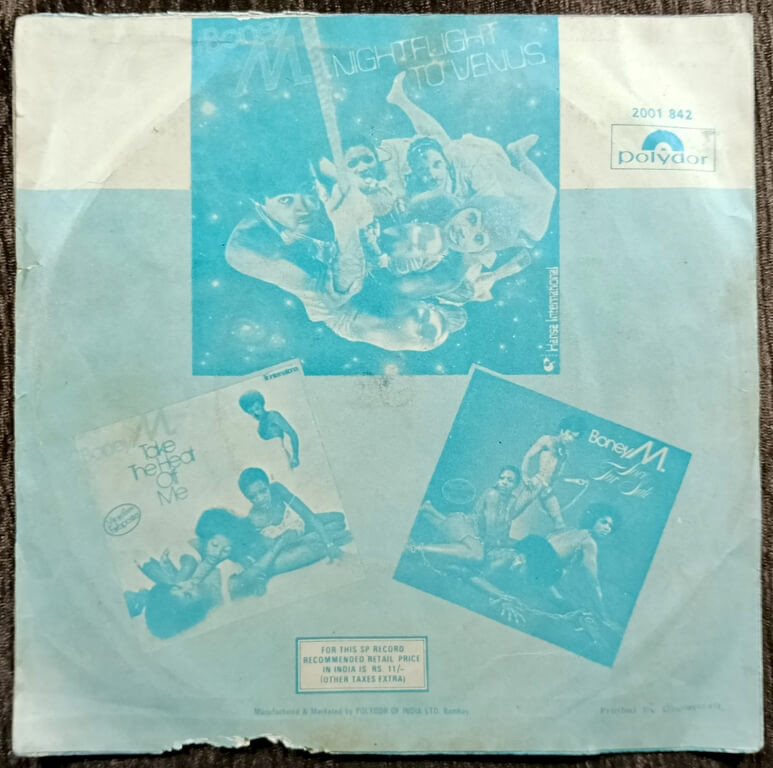 Boney M.
NIGHTFLIGHT
TO VENUS
2001 842
polydor
Hansa International
Boney M.
Take
The Heat
Off
Me
Boney M.
Love
For Sale
FOR THIS SP RECORD
RECOMMENDED RETAIL PRICE
IN INDIA IS RS. 11/-
(OTHER TAXES EXTRA)
Manufactured & Marketed by POLYDOR OF INDIA LTD. Bombay
Printed by